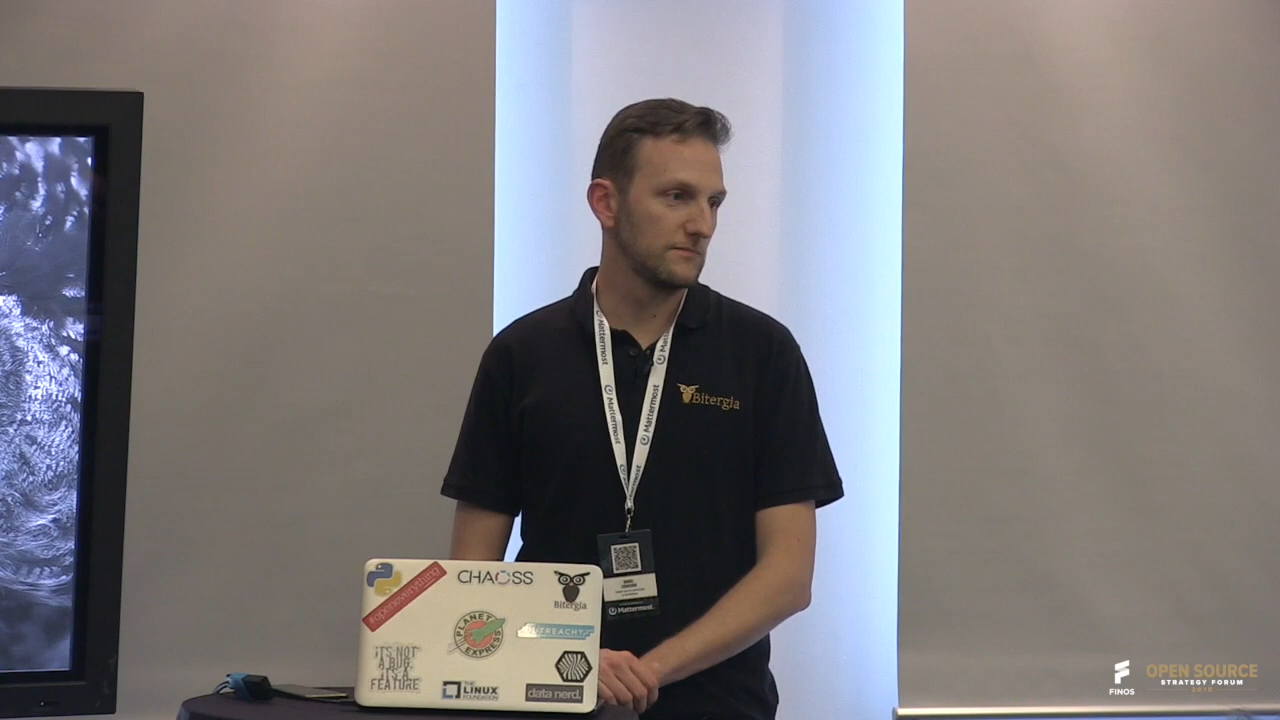 Mattermost
Mattermost
Mattermost
Mattermost
Bitergia
Mattermost
#openeverything
CHAOSS
Bitergia
PLANET
EXPRESS
OUTREACHY
IT'S NOT
A BUG,
IT'S A
FEATURE
THE
LINUX
FOUNDATION
data nerd.
FINOS
OPEN SOURCE
STRATEGY FORUM